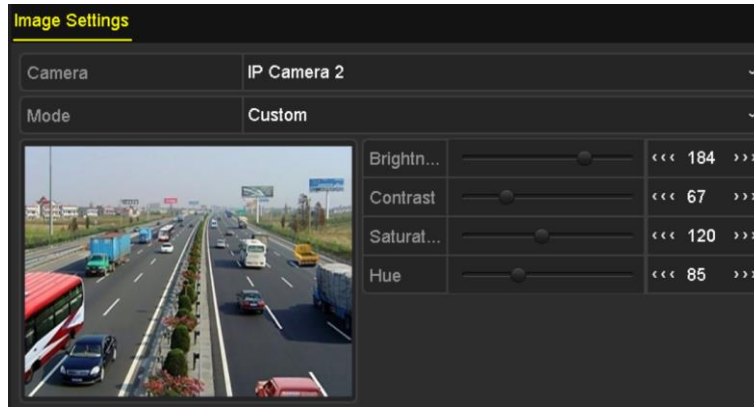 Image Settings
Camera IP Camera 2
Mode Custom
Brightn... ‹‹‹ 184 ›››
Contrast ‹‹‹ 67 ›››
Saturat... ‹‹‹ 120 ›››
Hue ‹‹‹ 85 ›››